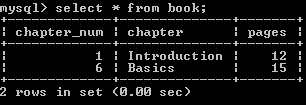 mysql> select * from book;
| chapter_num | chapter | pages |
| 1 | Introduction | 12 |
| 6 | Basics | 15 |
2 rows in set (0.00 sec)